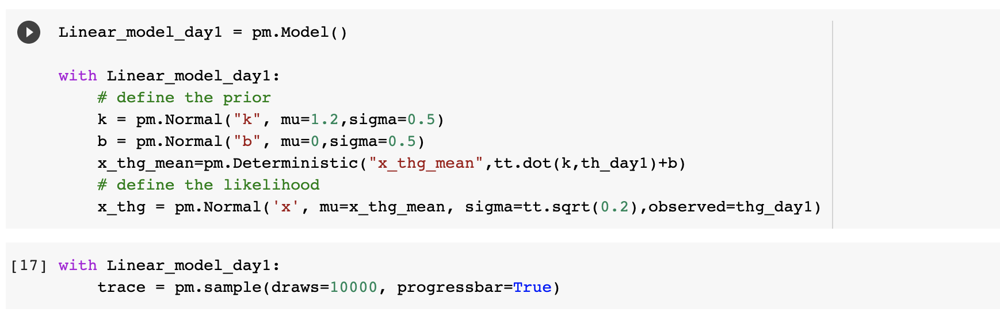 Linear_model_day1 = pm.Model()
with Linear_model_day1:
# define the prior
k = pm.Normal("k", mu=1.2,sigma=0.5)
b = pm.Normal("b", mu=0,sigma=0.5)
x_thg_mean=pm.Deterministic("x_thg_mean",tt.dot(k,th_day1)+b)
# define the likelihood
x_thg = pm.Normal('x', mu=x_thg_mean, sigma=tt.sqrt(0.2),observed=thg_day1)
[17] with Linear_model_day1:
trace = pm.sample(draws=10000, progressbar=True)